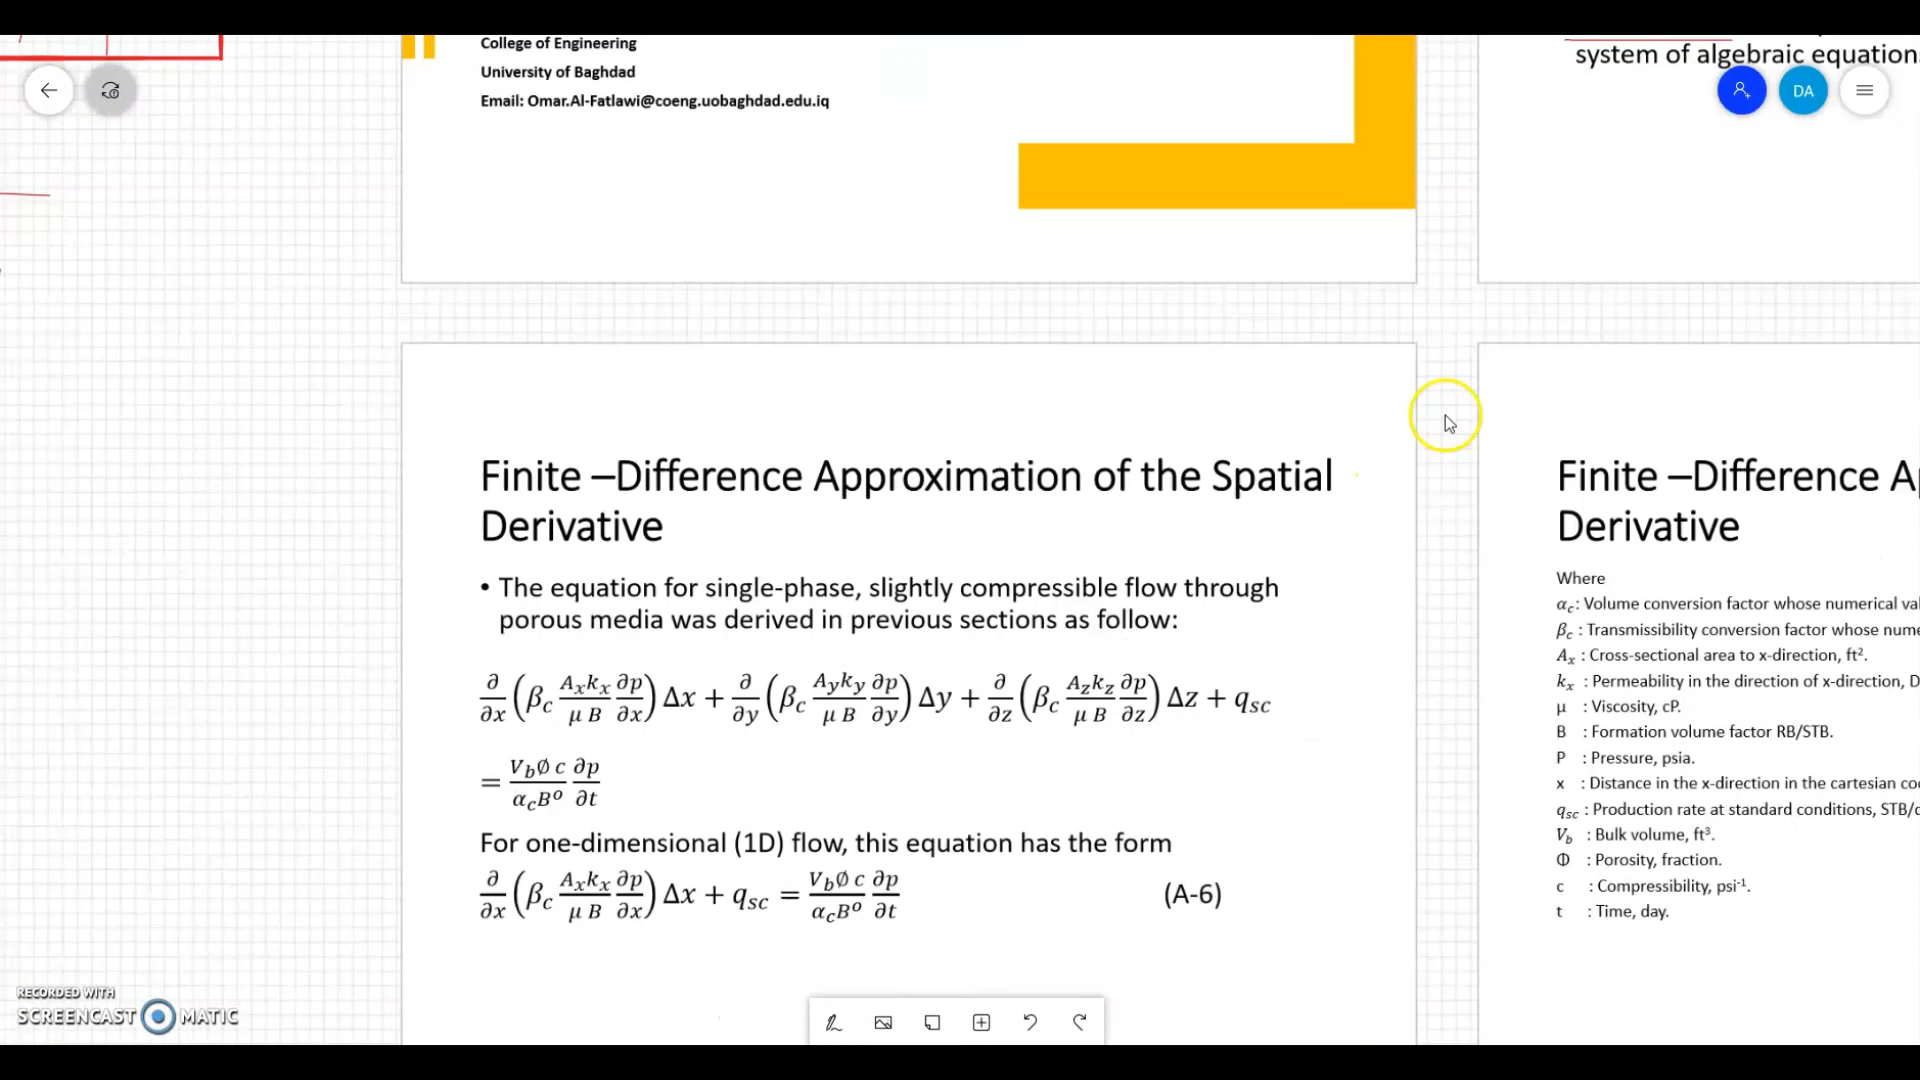 College of Engineering
University of Baghdad
Email: Omar.Al-Fatlawi@coeng.uobaghdad.edu.iq
system of algebraic equation
DA
Finite –Difference Approximation of the Spatial
Derivative
• The equation for single-phase, slightly compressible flow through
porous media was derived in previous sections as follow:
∂/∂x (β_c A_x k_x/μ B ∂p/∂x) Δx + ∂/∂y (β_c A_y k_y/μ B ∂p/∂y) Δy + ∂/∂z (β_c A_z k_z/μ B ∂p/∂z) Δz + q_sc
= V_b Ø c/α_c B° ∂p/∂t
For one-dimensional (1D) flow, this equation has the form
∂/∂x (β_c A_x k_x/μ B ∂p/∂x) Δx + q_sc = V_b Ø c/α_c B° ∂p/∂t (A-6)
Finite –Difference
Derivative
Where
α_c : Volume conversion factor whose numerical
β_c : Transmissibility conversion factor whose
A_x : Cross-sectional area to x-direction, ft².
k_x : Permeability in the direction of x-direction, D
μ : Viscosity, cP.
B : Formation volume factor RB/STB.
P : Pressure, psia.
x : Distance in the x-direction in the cartesian
q_sc : Production rate at standard conditions, STB/
V_b : Bulk volume, ft³.
Φ : Porosity, fraction.
c : Compressibility, psi⁻¹.
t : Time, day.
RECORDED WITH
SCREENCAST MATIC